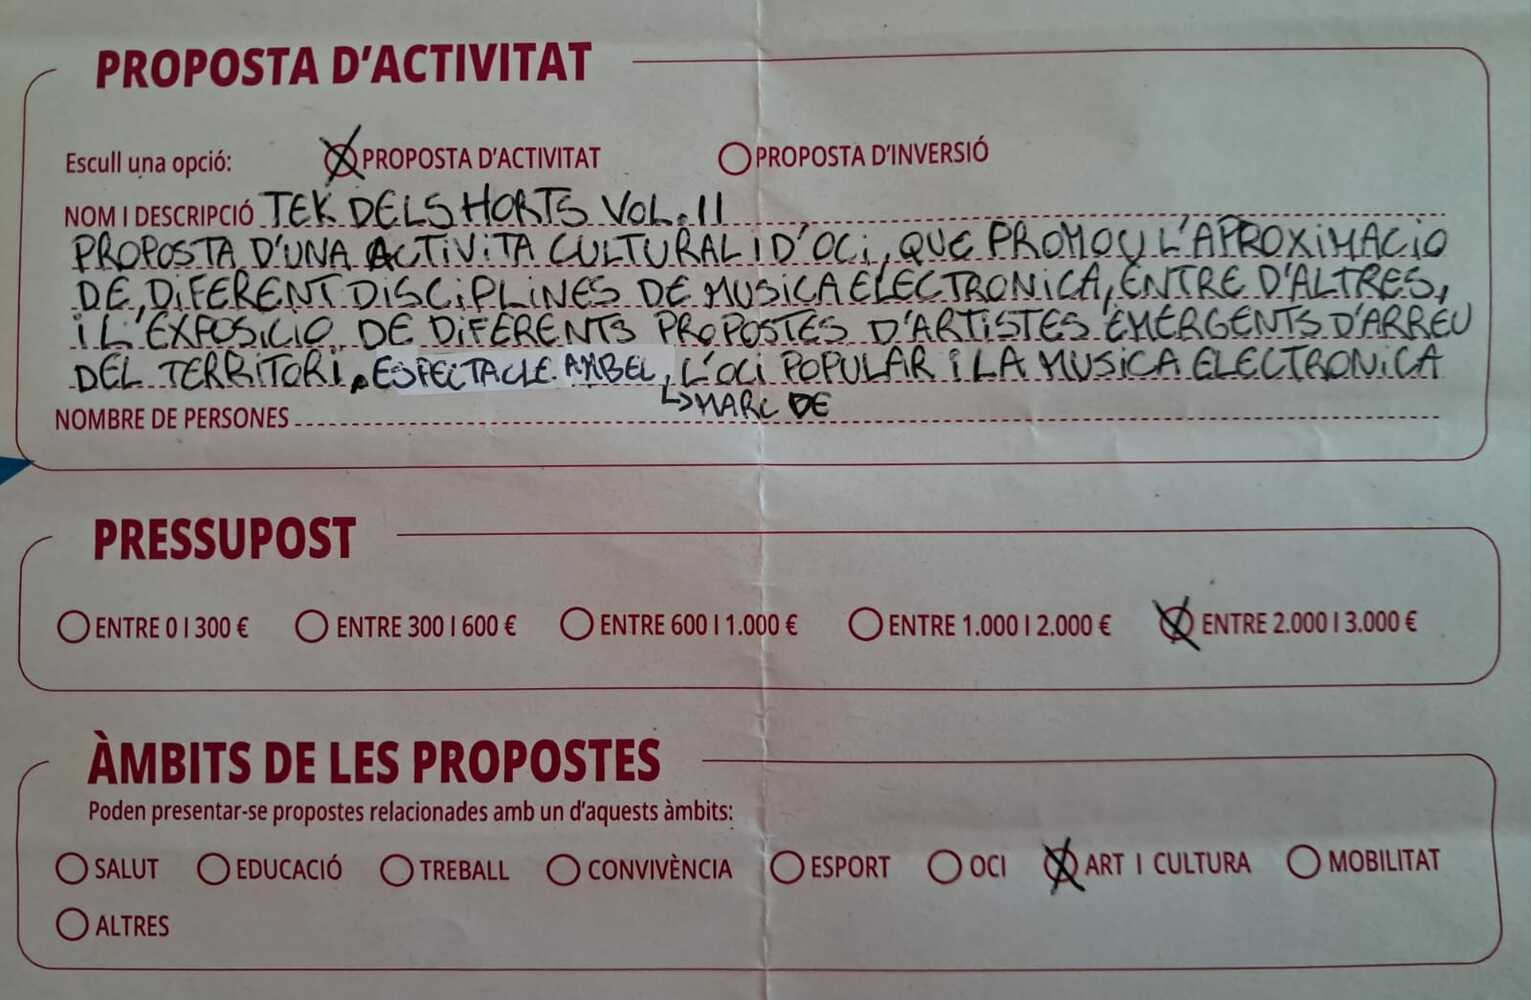 PROPOSTA D'ACTIVITAT
Escull una opció: PROPOSTA D'ACTIVITAT PROPOSTA D'INVERSIÓ
NOM I DESCRIPCIÓ TEK DELS HORTS VOL. II
PROPOSTA D'UNA ACTIVITA CULTURAL I D'OCI, QUE PROMOU L'APROXIMACIO
DE DIFERENT DISCIPLINES DE MUSICA ELECTRONICA, ENTRE D'ALTRES,
I L'EXPOSICIO DE DIFERENTS PROPOSTES D'ARTISTES EMERGENTS D'ARREU
DEL TERRITORI, ESPECTACLE AMBEL, L'OCI POPULAR I LA MUSICA ELECTRONICA
↳MARC DE
NOMBRE DE PERSONES
PRESSUPOST
ENTRE 0 I 300 € ENTRE 300 I 600 € ENTRE 600 I 1.000 € ENTRE 1.000 I 2.000 € ENTRE 2.000 I 3.000 €
ÀMBITS DE LES PROPOSTES
Poden presentar-se propostes relacionades amb un d'aquests àmbits:
SALUT EDUCACIÓ TREBALL CONVIVÈNCIA ESPORT OCI ART I CULTURA MOBILITAT
ALTRES